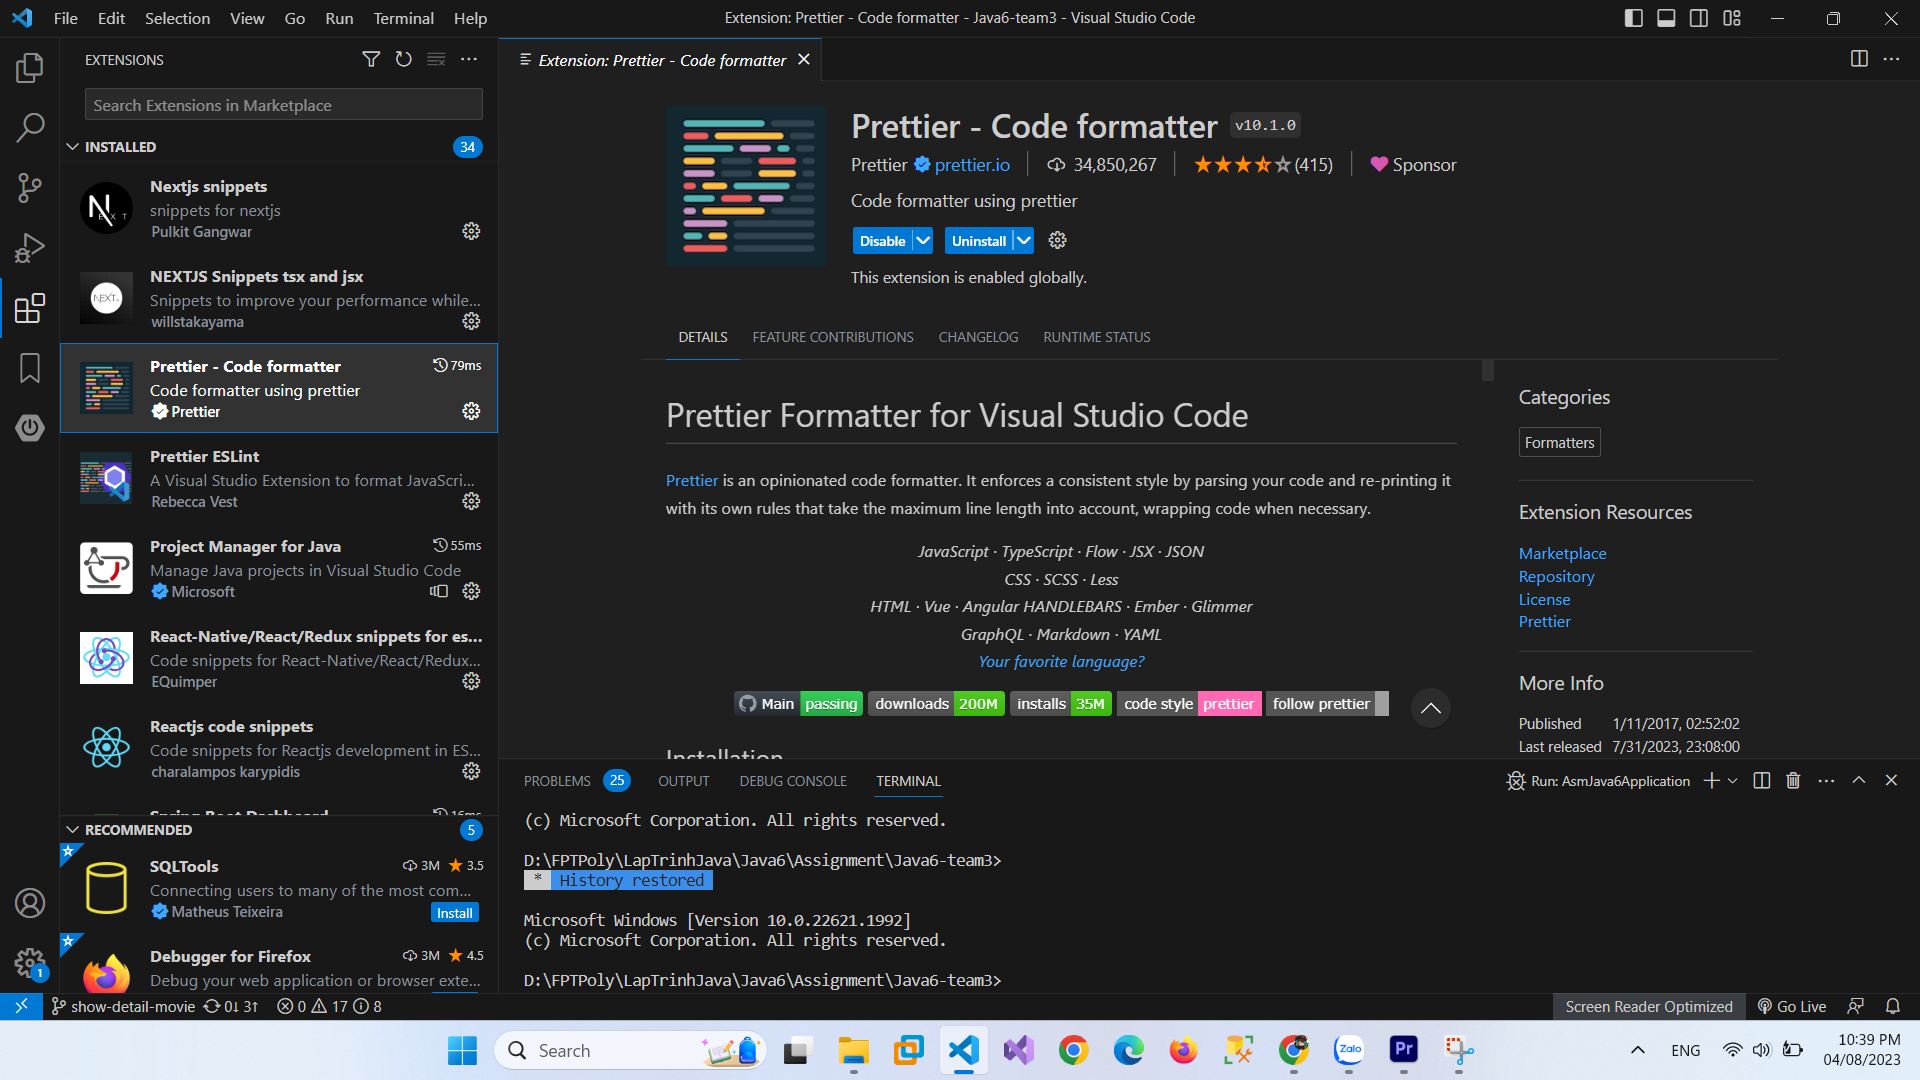 File Edit Selection View Go Run Terminal Help
Extension: Prettier - Code formatter - Java6-team3 - Visual Studio Code
EXTENSIONS
Search Extensions in Marketplace
INSTALLED 34
Nextjs snippets
snippets for nextjs
Pulkit Gangwar
NEXTJS Snippets tsx and jsx
Snippets to improve your performance while...
willstakayama
Prettier - Code formatter 79ms
Code formatter using prettier
Prettier
Prettier ESLint
A Visual Studio Extension to format JavaScri...
Rebecca Vest
Project Manager for Java 55ms
Manage Java projects in Visual Studio Code
Microsoft
React-Native/React/Redux snippets for es...
Code snippets for React-Native/React/Redux...
EQuimper
Reactjs code snippets
Code snippets for Reactjs development in ES...
charalampos karypidis
Spring Boot Dashboard 16ms
RECOMMENDED 5
SQLTools 3M 3.5
Connecting users to many of the most com...
Matheus Teixeira Install
Debugger for Firefox 3M 4.5
Debug your web application or browser exte...
Extension: Prettier - Code formatter
Prettier - Code formatter v10.1.0
Prettier prettier.io 34,850,267 (415) Sponsor
Code formatter using prettier
Disable Uninstall
This extension is enabled globally.
DETAILS FEATURE CONTRIBUTIONS CHANGELOG RUNTIME STATUS
Prettier Formatter for Visual Studio Code
Prettier is an opinionated code formatter. It enforces a consistent style by parsing your code and re-printing it
with its own rules that take the maximum line length into account, wrapping code when necessary.
JavaScript · TypeScript · Flow · JSX · JSON
CSS · SCSS · Less
HTML · Vue · Angular HANDLEBARS · Ember · Glimmer
GraphQL · Markdown · YAML
Your favorite language?
Main passing downloads 200M installs 35M code style prettier follow prettier
Installation
Categories
Formatters
Extension Resources
Marketplace
Repository
License
Prettier
More Info
Published 1/11/2017, 02:52:02
Last released 7/31/2023, 23:08:00
PROBLEMS 25 OUTPUT DEBUG CONSOLE TERMINAL
Run: AsmJava6Application
(c) Microsoft Corporation. All rights reserved.
D:\FPTPoly\LapTrinhJava\Java6\Assignment\Java6-team3>
* History restored
Microsoft Windows [Version 10.0.22621.1992]
(c) Microsoft Corporation. All rights reserved.
D:\FPTPoly\LapTrinhJava\Java6\Assignment\Java6-team3>
1
show-detail-movie 0↓ 3↑ 0 17 8
Screen Reader Optimized Go Live
Search
Zalo
Pr
ENG
10:39 PM
04/08/2023